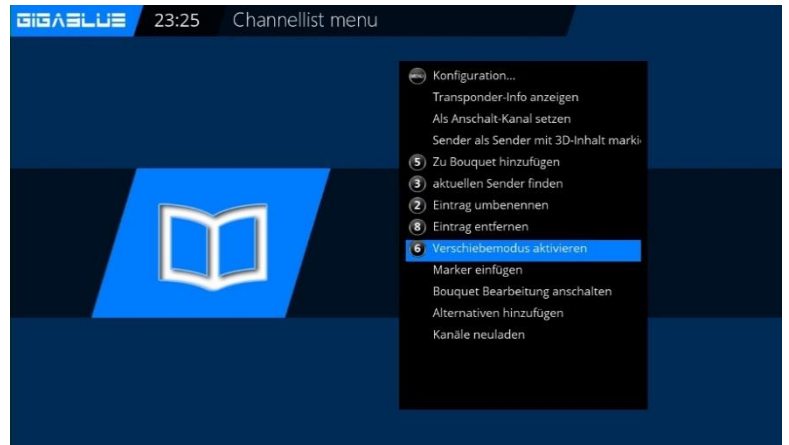 GIGABLUE 23:25 Channellist menu
MENU Konfiguration...
Transponder-Info anzeigen
Als Anschalt-Kanal setzen
Sender als Sender mit 3D-Inhalt marki
5 Zu Bouquet hinzufügen
3 aktuellen Sender finden
2 Eintrag umbenennen
8 Eintrag entfernen
6 Verschiebemodus aktivieren
Marker einfügen
Bouquet Bearbeitung anschalten
Alternativen hinzufügen
Kanäle neuladen